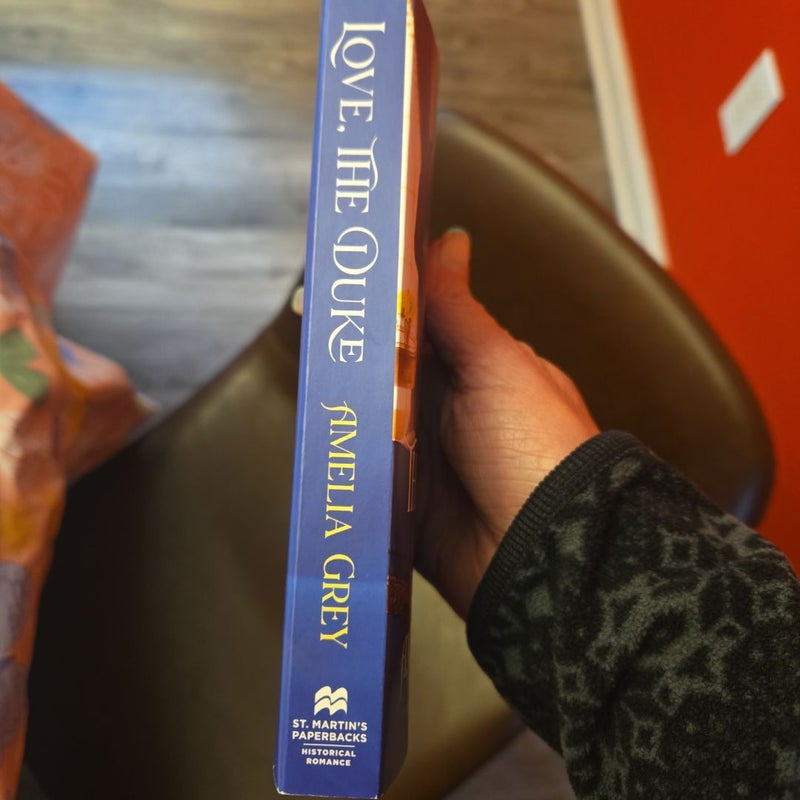 LOVE, THE DUKE
AMELIA GREY
ST. MARTIN'S
PAPERBACKS
HISTORICAL
ROMANCE